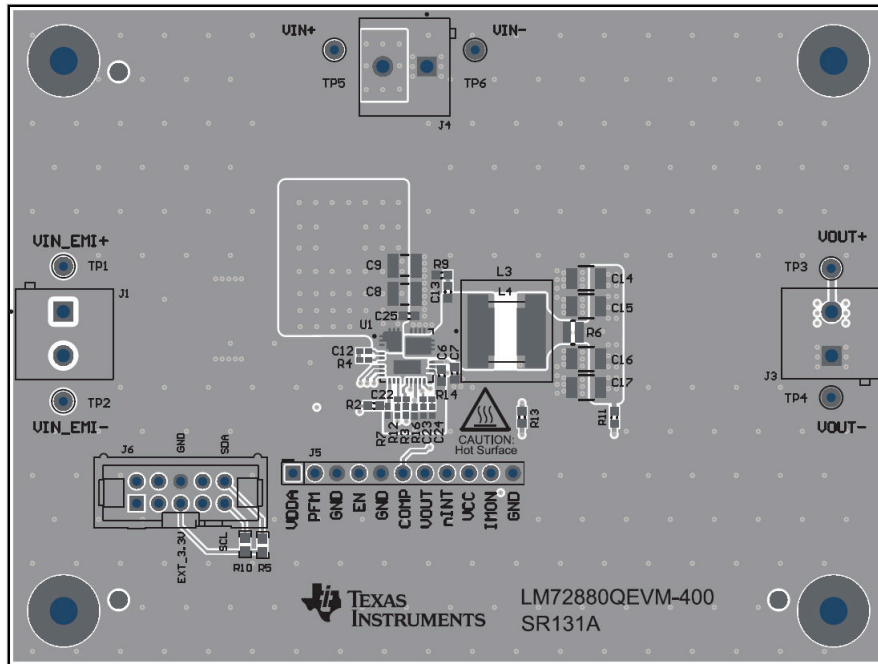 VIN+
VIN-
TP5
TP6
J4
VIN_EMI+
TP1
J1
TP2
VIN_EMI-
VOUT+
TP3
J3
TP4
VOUT-
C9
C8
C25
U1
R9
C13
L3
L4
C14
C15
R6
C16
C17
C12
R4
C6
C7
R14
R2
C22
R7
R12
R3
R16
C23
C24
CAUTION:
Hot Surface
R13
R11
J6
GND
SDA
EXT_3.3V
SCL
R10
R5
J5
VDDA
PFM
GND
EN
GND
COMP
VOUT
nINT
VCC
IMON
GND
TEXAS
INSTRUMENTS
LM72880QEVM-400
SR131A